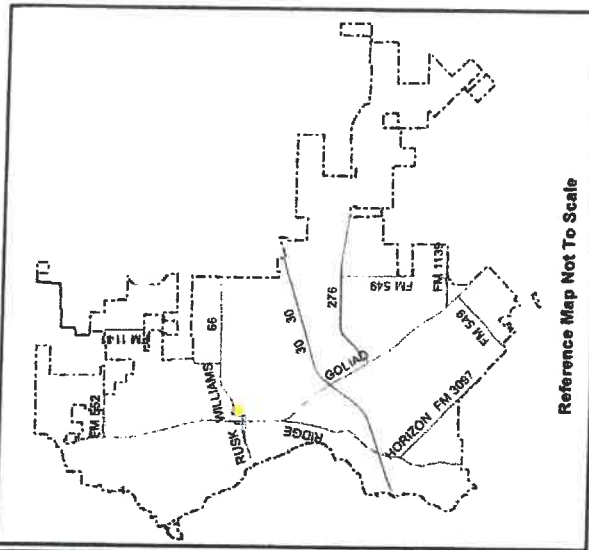 FM 552
FM 1141
WILLIAMS
66
RUSK
30
30
276
GOLIAD
RIDGE
FM 549
FM 1139
HORIZON FM 3097
FM 549
Reference Map Not To Scale